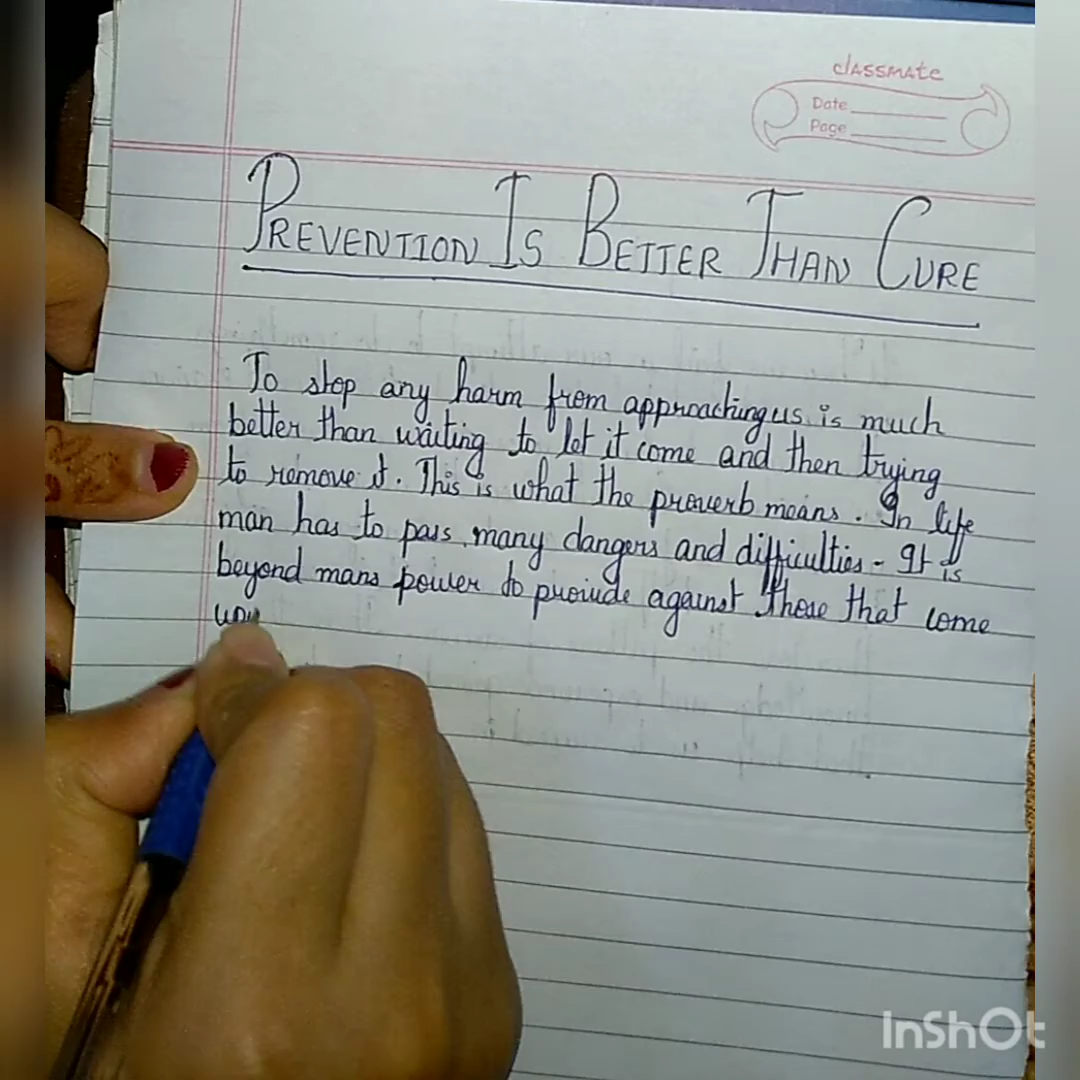 classmate
Date
Page
PREVENTION IS BETTER THAN CURE
To stop any harm from approaching us is much
better than waiting to let it come and then trying
to remove it. This is what the proverb means. In life
man has to pass many dangers and difficulties. It is
beyond mans power to provide against those that come
InShOt